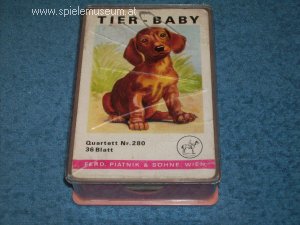 www.spielemuseum.at
TIER-BABY
Quartett Nr. 280
36 Blatt
FERD. PIATNIK & SÖHNE, WIEN